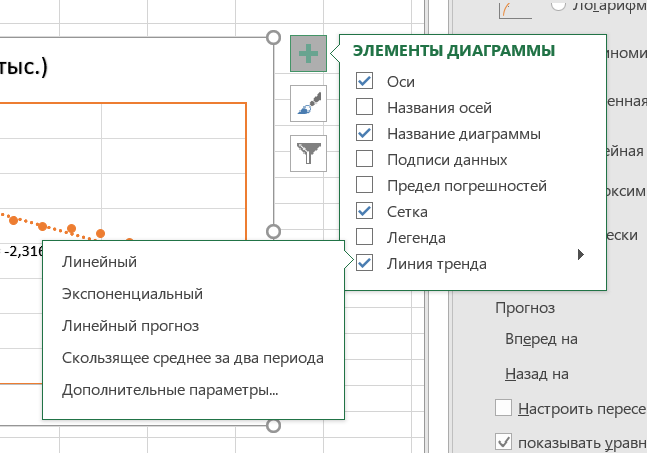 Логарифм
тыс.)
ЭЛЕМЕНТЫ ДИАГРАММЫ
Оси
Названия осей
Название диаграммы
Подписи данных
Предел погрешностей
Сетка
Легенда
Линия тренда
-2,316
Линейный
Экспоненциальный
Линейный прогноз
Скользящее среднее за два периода
Дополнительные параметры...
иноми
енная
ейная
оксим
ески
Прогноз
Вперед на
Назад на
Настроить пересе
показывать уравн